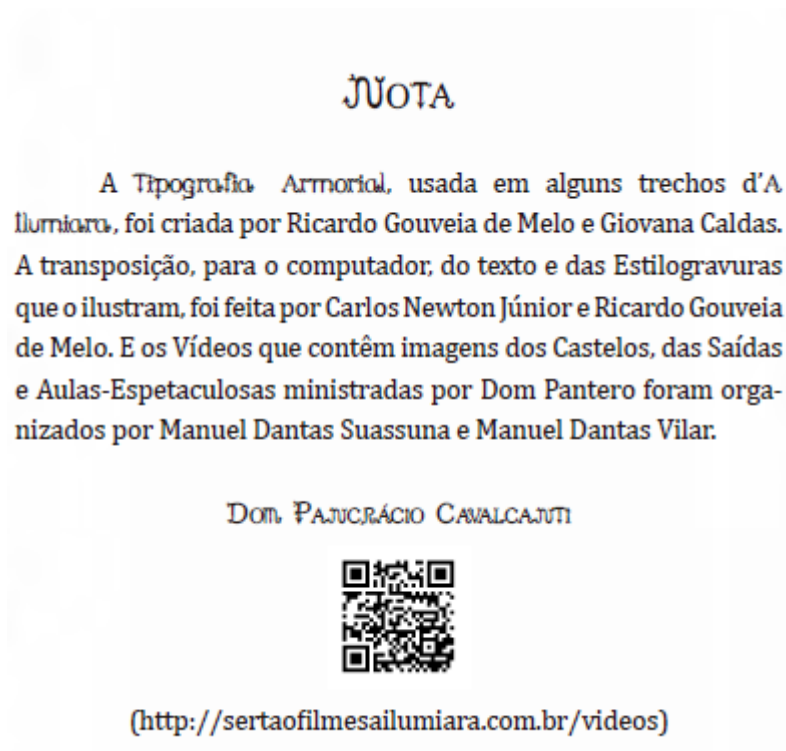 Nota
A Tipografia Armorial, usada em alguns trechos d'A
Ilumiara, foi criada por Ricardo Gouveia de Melo e Giovana Caldas.
A transposição, para o computador, do texto e das Estilogravuras
que o ilustram, foi feita por Carlos Newton Júnior e Ricardo Gouveia
de Melo. E os Vídeos que contêm imagens dos Castelos, das Saídas
e Aulas-Espetaculosas ministradas por Dom Pantero foram orga-
nizados por Manuel Dantas Suassuna e Manuel Dantas Vilar.
Dom Pancrácio Cavalcanti
(http://sertaofilmesailumiara.com.br/videos)